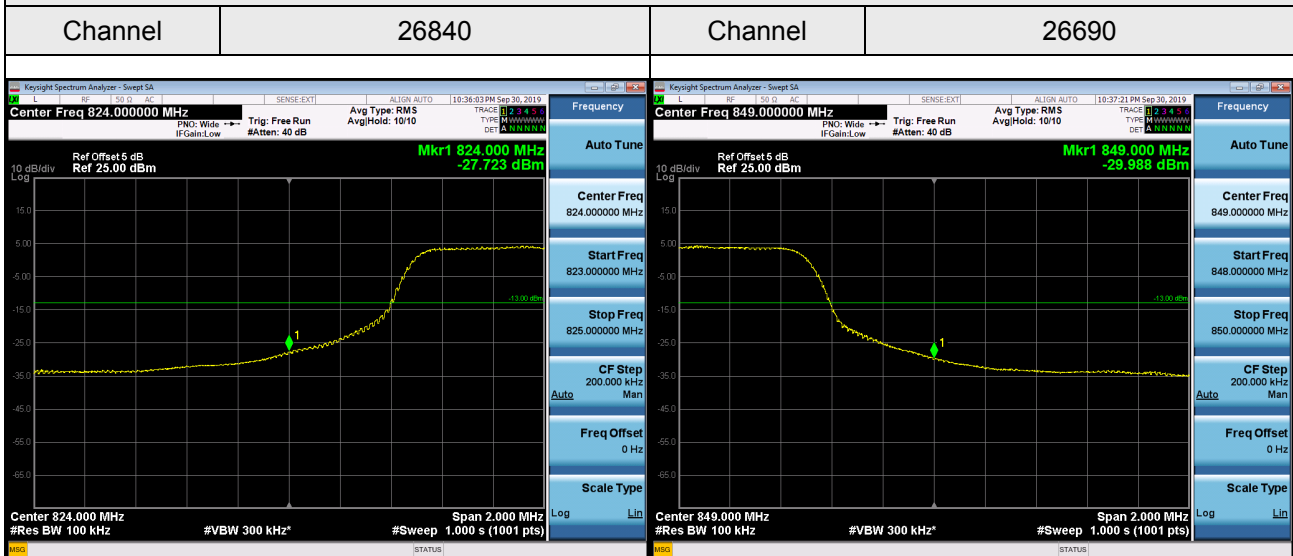 Channel 26840 Channel 26690
Keysight Spectrum Analyzer - Swept SA
L RF 50 Ω AC SENSE:EXT ALIGN AUTO 10:36:03 PM Sep 30, 2019
Center Freq 824.000000 MHz
PNO: Wide
IFGain:Low
Trig: Free Run
#Atten: 40 dB
Avg Type: RMS
Avg|Hold: 10/10
TRACE 1 2 3 4 5 6
TYPE M W W W W W
DET A N N N N N
Ref Offset 5 dB
Ref 25.00 dBm
10 dB/div
Log
Mkr1 824.000 MHz
-27.723 dBm
15.0
5.00
-5.00
-15.0
-25.0
-35.0
-45.0
-55.0
-65.0
-13.00 dBm
1
Center 824.000 MHz
#Res BW 100 kHz
#VBW 300 kHz*
Span 2.000 MHz
#Sweep 1.000 s (1001 pts)
MSG
STATUS
Frequency
Auto Tune
Center Freq
824.000000 MHz
Start Freq
823.000000 MHz
Stop Freq
825.000000 MHz
CF Step
200.000 kHz
Auto Man
Freq Offset
0 Hz
Scale Type
Log Lin
Keysight Spectrum Analyzer - Swept SA
L RF 50 Ω AC SENSE:EXT ALIGN AUTO 10:37:21 PM Sep 30, 2019
Center Freq 849.000000 MHz
PNO: Wide
IFGain:Low
Trig: Free Run
#Atten: 40 dB
Avg Type: RMS
Avg|Hold: 10/10
TRACE 1 2 3 4 5 6
TYPE M W W W W W
DET A N N N N N
Ref Offset 5 dB
Ref 25.00 dBm
10 dB/div
Log
Mkr1 849.000 MHz
-29.988 dBm
15.0
5.00
-5.00
-15.0
-25.0
-35.0
-45.0
-55.0
-65.0
-13.00 dBm
1
Center 849.000 MHz
#Res BW 100 kHz
#VBW 300 kHz*
Span 2.000 MHz
#Sweep 1.000 s (1001 pts)
MSG
STATUS
Frequency
Auto Tune
Center Freq
849.000000 MHz
Start Freq
848.000000 MHz
Stop Freq
850.000000 MHz
CF Step
200.000 kHz
Auto Man
Freq Offset
0 Hz
Scale Type
Log Lin